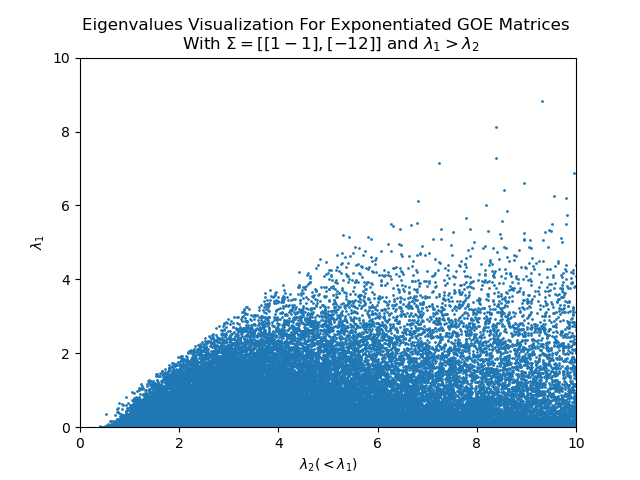 Eigenvalues Visualization For Exponentiated GOE Matrices
With Σ = [[1 − 1], [−12]] and λ₁ > λ₂
10
8
6
4
2
0
λ₁
0 2 4 6 8 10
λ₂(< λ₁)